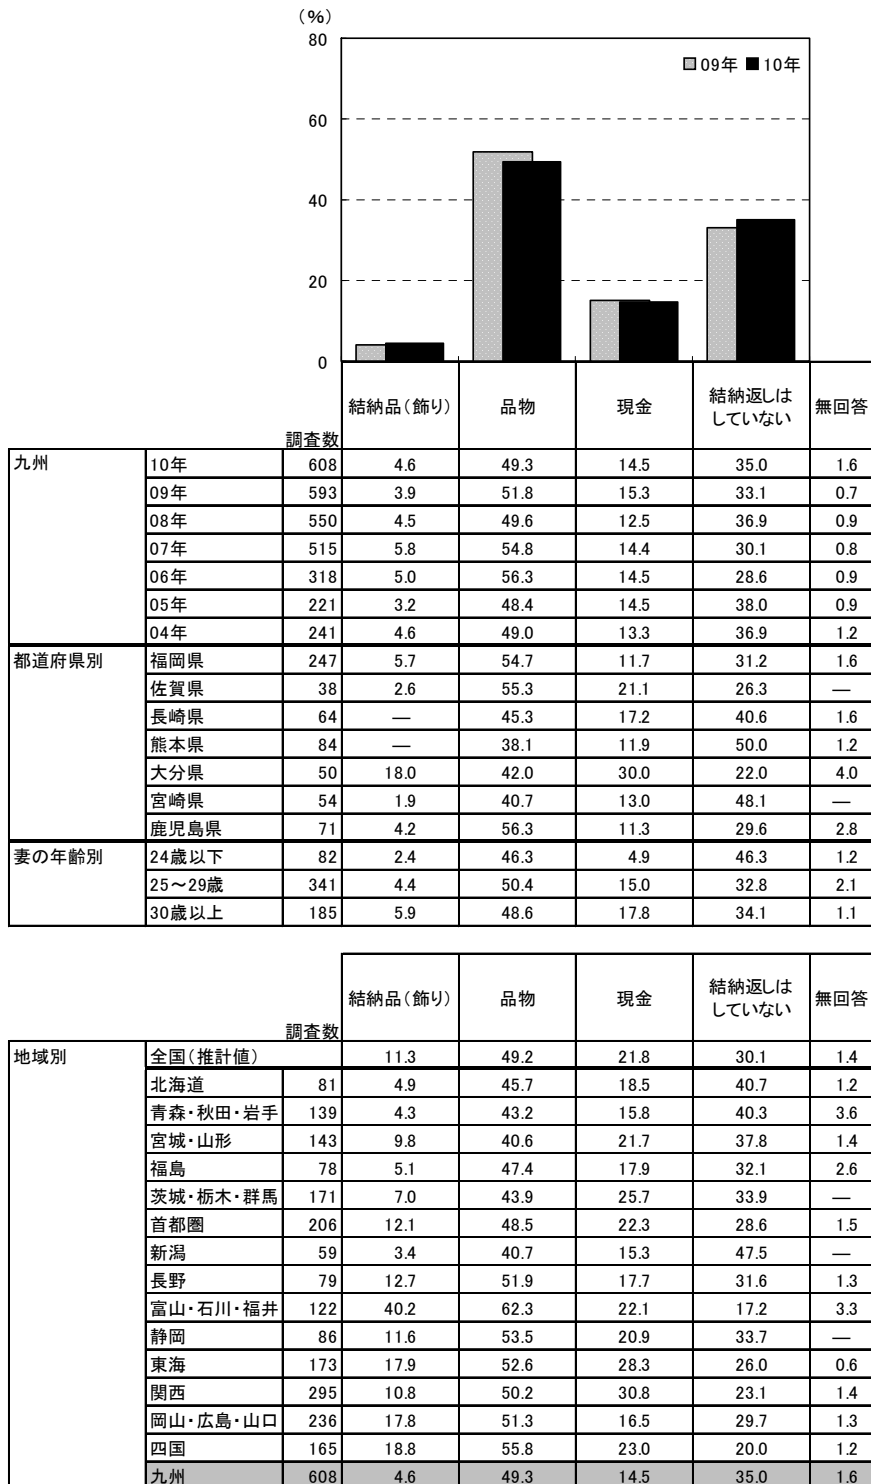 (%)
80
09年 10年
60
40
20
0
結納品(飾り) 品物 現金 結納返しは 無回答
していない
調査数
九州 10年 608 4.6 49.3 14.5 35.0 1.6
09年 593 3.9 51.8 15.3 33.1 0.7
08年 550 4.5 49.6 12.5 36.9 0.9
07年 515 5.8 54.8 14.4 30.1 0.8
06年 318 5.0 56.3 14.5 28.6 0.9
05年 221 3.2 48.4 14.5 38.0 0.9
04年 241 4.6 49.0 13.3 36.9 1.2
都道府県別 福岡県 247 5.7 54.7 11.7 31.2 1.6
佐賀県 38 2.6 55.3 21.1 26.3 ―
長崎県 64 ― 45.3 17.2 40.6 1.6
熊本県 84 ― 38.1 11.9 50.0 1.2
大分県 50 18.0 42.0 30.0 22.0 4.0
宮崎県 54 1.9 40.7 13.0 48.1 ―
鹿児島県 71 4.2 56.3 11.3 29.6 2.8
妻の年齢別 24歳以下 82 2.4 46.3 4.9 46.3 1.2
25~29歳 341 4.4 50.4 15.0 32.8 2.1
30歳以上 185 5.9 48.6 17.8 34.1 1.1
結納品(飾り) 品物 現金 結納返しは 無回答
していない
調査数
地域別 全国(推計値) 11.3 49.2 21.8 30.1 1.4
北海道 81 4.9 45.7 18.5 40.7 1.2
青森・秋田・岩手 139 4.3 43.2 15.8 40.3 3.6
宮城・山形 143 9.8 40.6 21.7 37.8 1.4
福島 78 5.1 47.4 17.9 32.1 2.6
茨城・栃木・群馬 171 7.0 43.9 25.7 33.9 ―
首都圏 206 12.1 48.5 22.3 28.6 1.5
新潟 59 3.4 40.7 15.3 47.5 ―
長野 79 12.7 51.9 17.7 31.6 1.3
富山・石川・福井 122 40.2 62.3 22.1 17.2 3.3
静岡 86 11.6 53.5 20.9 33.7 ―
東海 173 17.9 52.6 28.3 26.0 0.6
関西 295 10.8 50.2 30.8 23.1 1.4
岡山・広島・山口 236 17.8 51.3 16.5 29.7 1.3
四国 165 18.8 55.8 23.0 20.0 1.2
九州 608 4.6 49.3 14.5 35.0 1.6